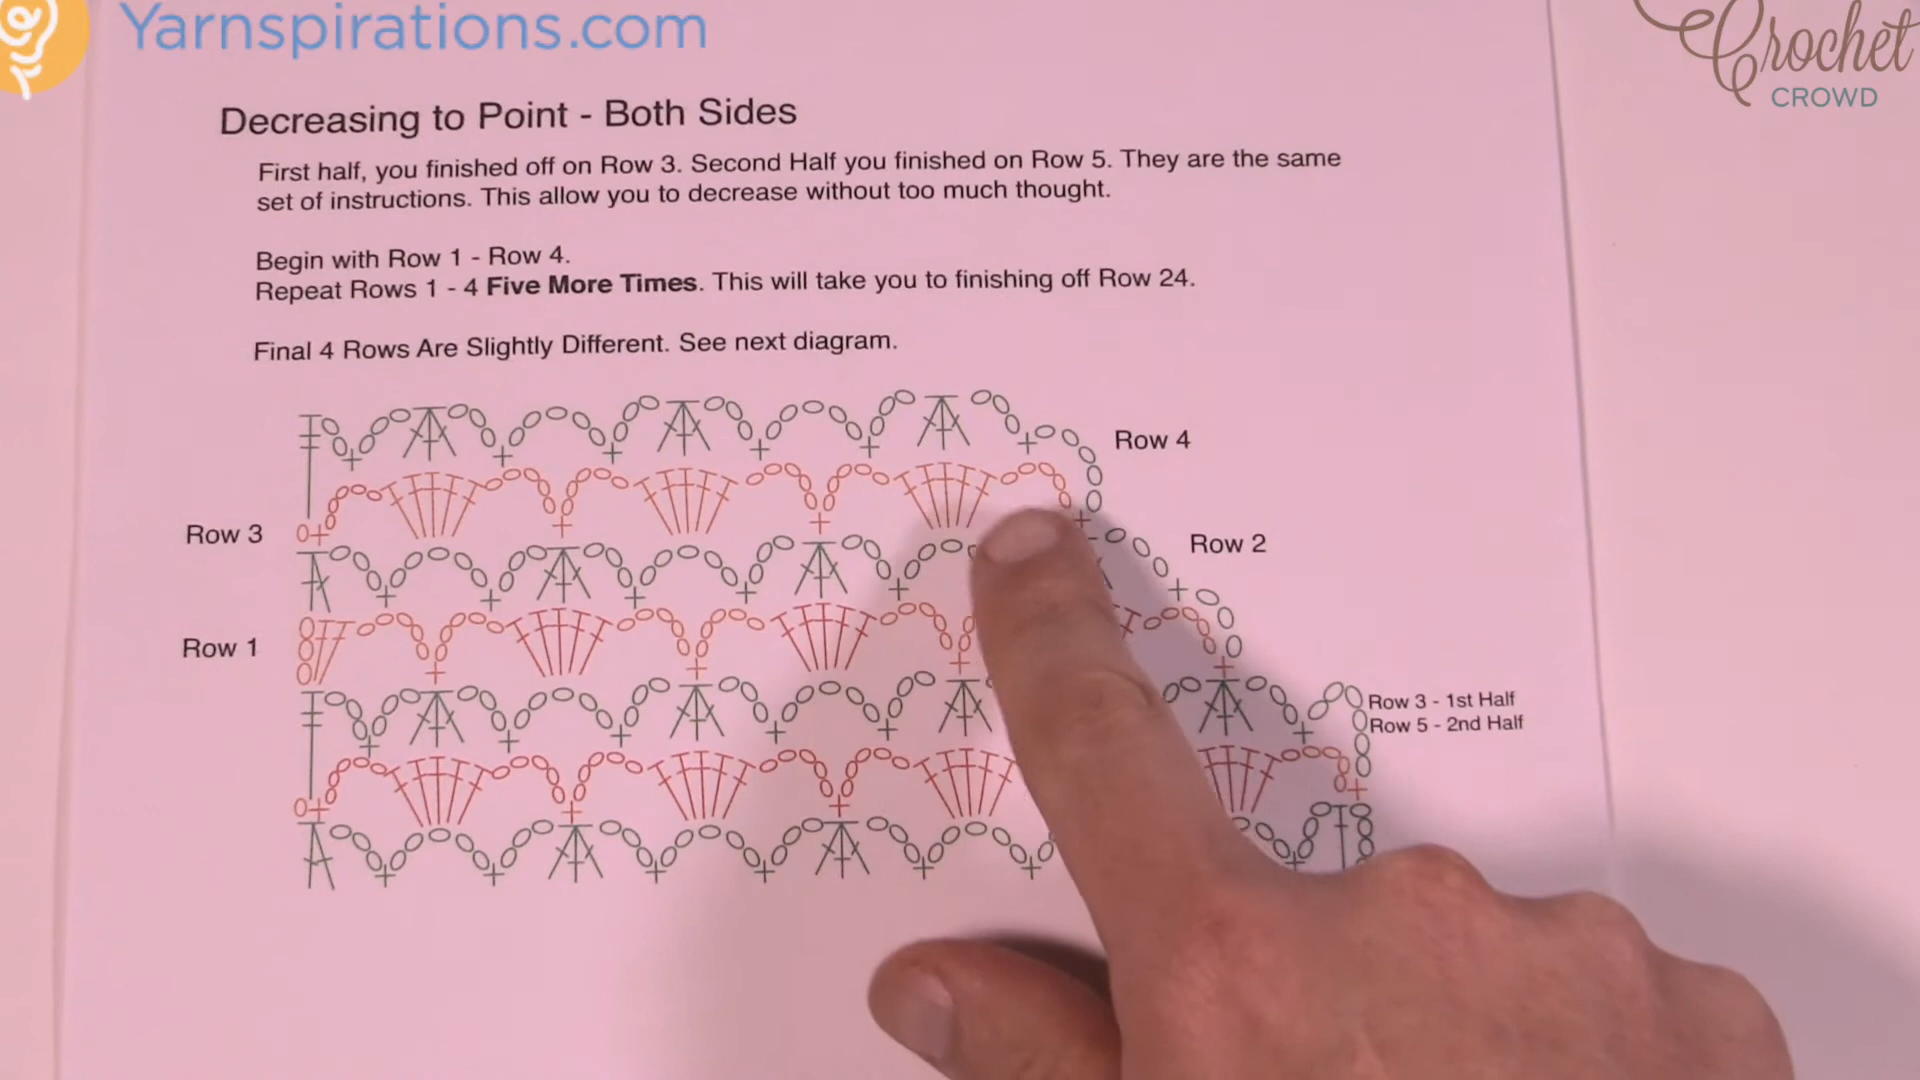 Yarnspirations.com
Crochet
CROWD
Decreasing to Point - Both Sides
First half, you finished off on Row 3. Second Half you finished on Row 5. They are the same
set of instructions. This allow you to decrease without too much thought.
Begin with Row 1 - Row 4.
Repeat Rows 1 - 4 Five More Times. This will take you to finishing off Row 24.
Final 4 Rows Are Slightly Different. See next diagram.
Row 4
Row 3
Row 2
Row 1
Row 3 - 1st Half
Row 5 - 2nd Half